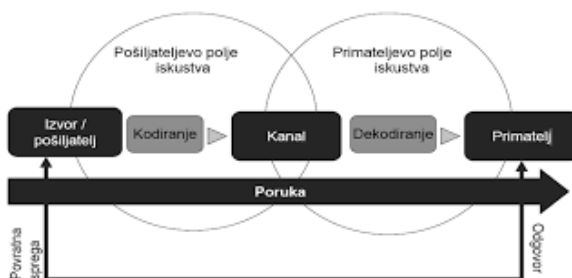 Pošiljateljevo polje
iskustva
Primateljevo polje
iskustva
Izvor /
pošiljatelj
Kodiranje
Kanal
Dekodiranje
Primatelj
Poruka
Povratna
sprega
Odgovor